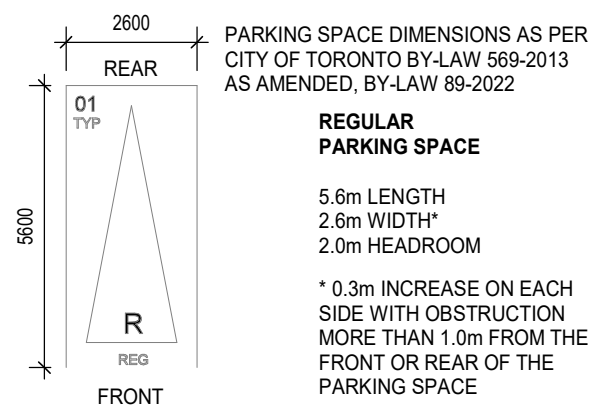 2600
REAR
01
TYP
5600
R
REG
FRONT
PARKING SPACE DIMENSIONS AS PER
CITY OF TORONTO BY-LAW 569-2013
AS AMENDED, BY-LAW 89-2022
REGULAR
PARKING SPACE
5.6m LENGTH
2.6m WIDTH*
2.0m HEADROOM
* 0.3m INCREASE ON EACH
SIDE WITH OBSTRUCTION
MORE THAN 1.0m FROM THE
FRONT OR REAR OF THE
PARKING SPACE